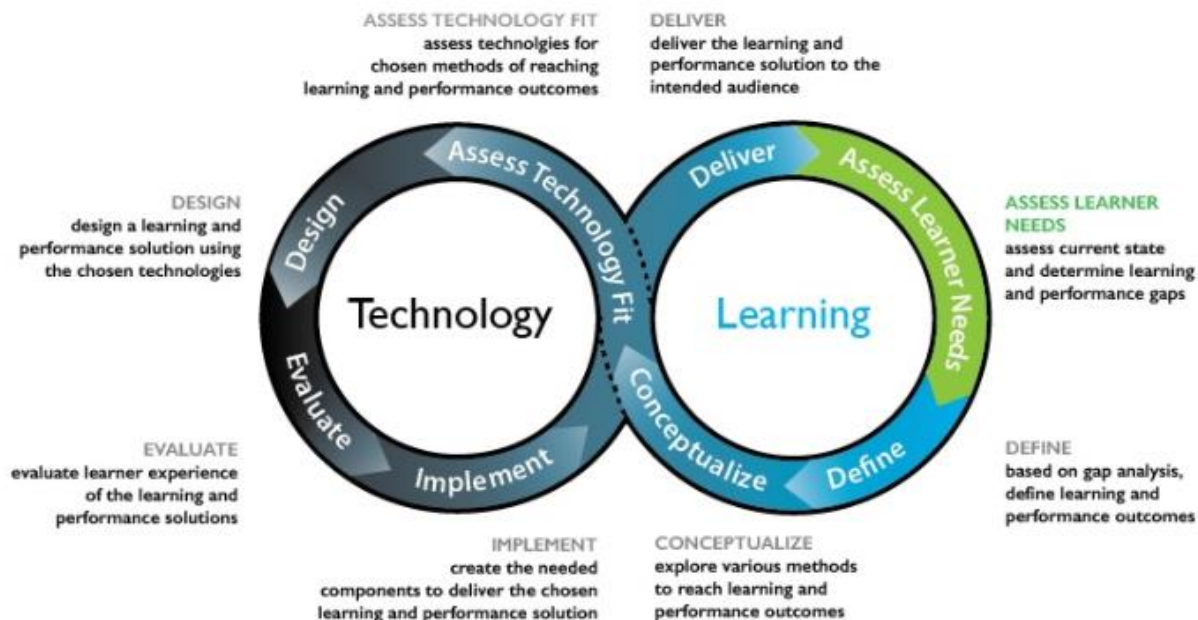 ASSESS TECHNOLOGY FIT
assess technolgies for
chosen methods of reaching
learning and performance outcomes
DELIVER
deliver the learning and
performance solution to the
intended audience
Assess Technology Fit
Deliver
Assess Learner Needs
Design
DESIGN
design a learning and
performance solution using
the chosen technologies
Technology
Learning
ASSESS LEARNER
NEEDS
assess current state
and determine learning
and performance gaps
Evaluate
Implement
Conceptualize
Define
EVALUATE
evaluate learner experience
of the learning and
performance solutions
DEFINE
based on gap analysis,
define learning and
performance outcomes
IMPLEMENT
create the needed
components to deliver the chosen
learning and performance solution
CONCEPTUALIZE
explore various methods
to reach learning and
performance outcomes